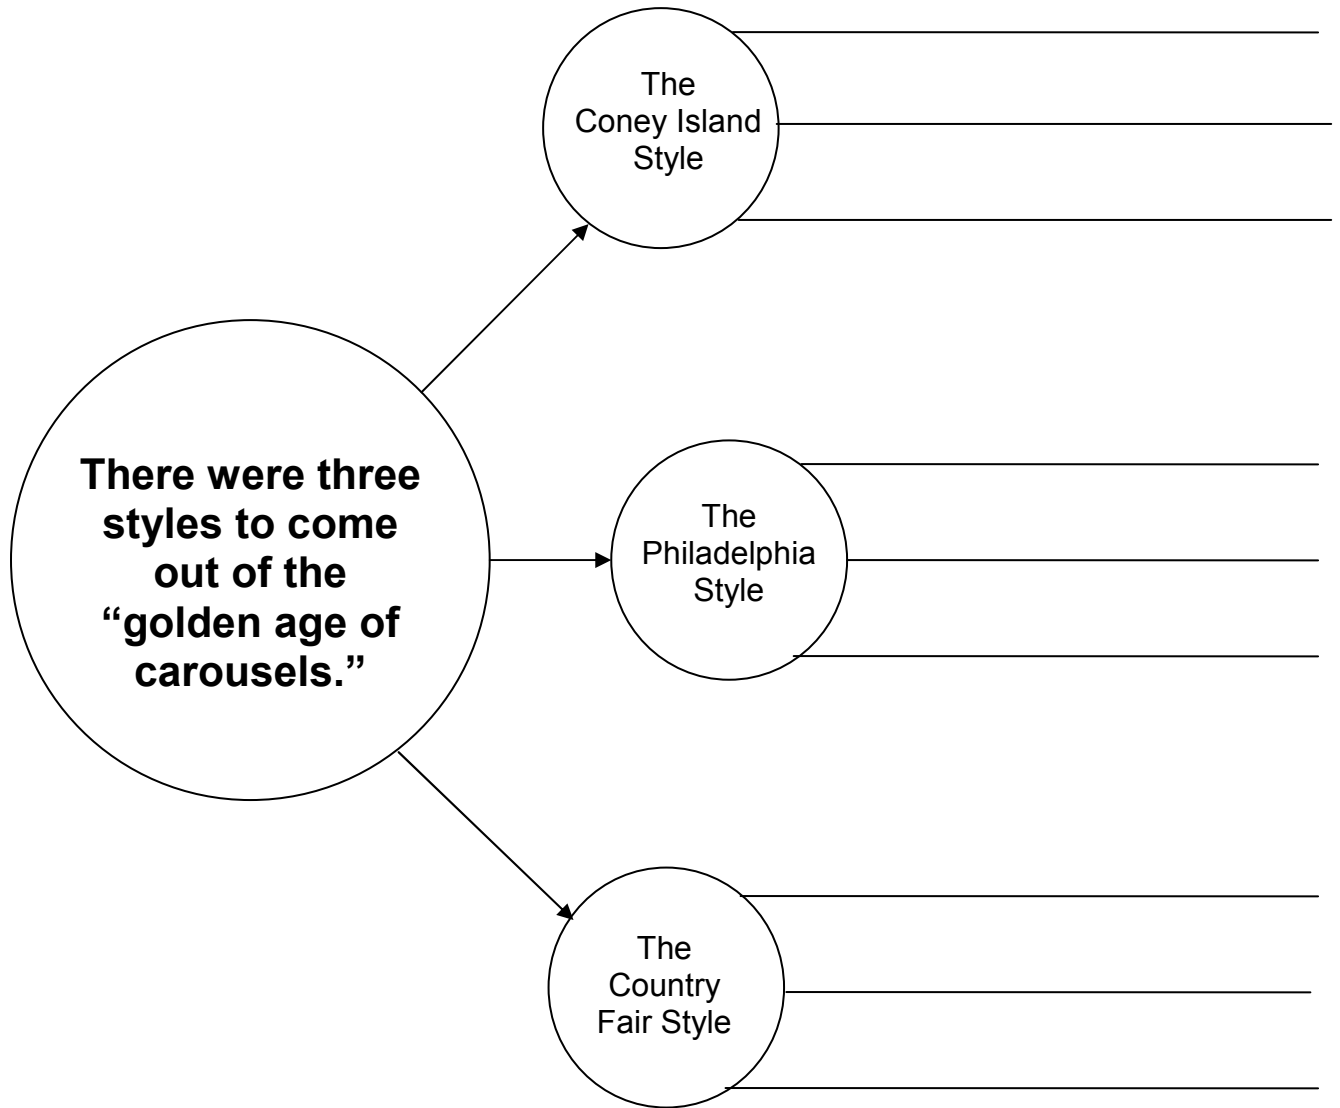 The
Coney Island
Style
There were three
styles to come
out of the
“golden age of
carousels.”
The
Philadelphia
Style
The
Country
Fair Style